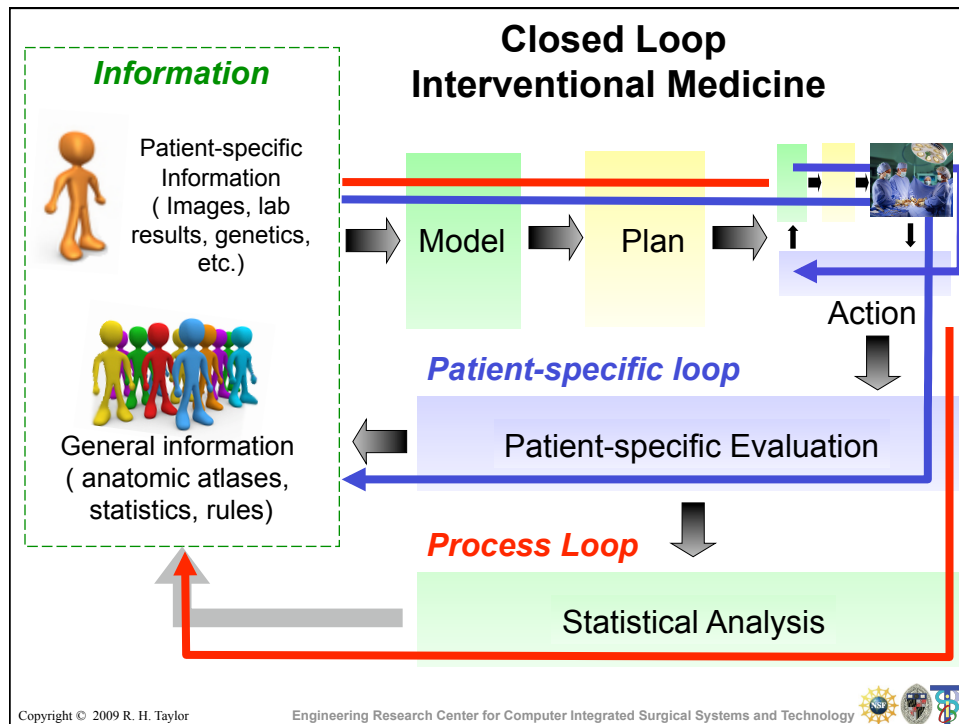 Closed Loop
Interventional Medicine
Information
Patient-specific
Information
( Images, lab
results, genetics,
etc.)
General information
( anatomic atlases,
statistics, rules)
Model
Plan
Action
Patient-specific loop
Patient-specific Evaluation
Process Loop
Statistical Analysis
Copyright © 2009 R. H. Taylor
Engineering Research Center for Computer Integrated Surgical Systems and Technology
NSF